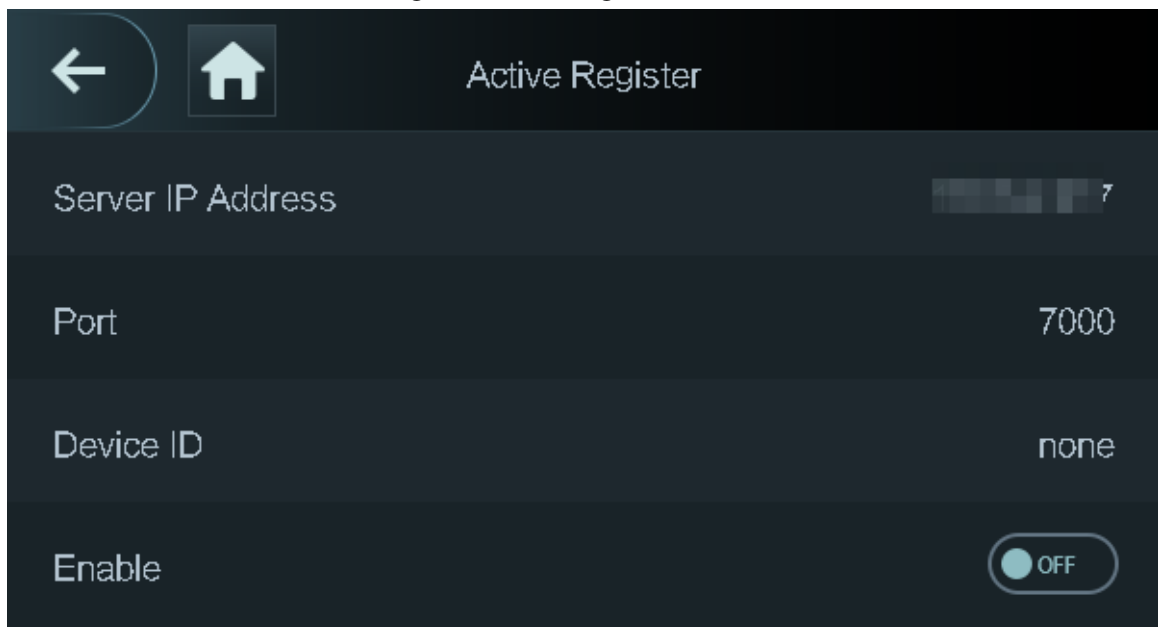 Active Register
Server IP Address
Port 7000
Device ID none
Enable OFF